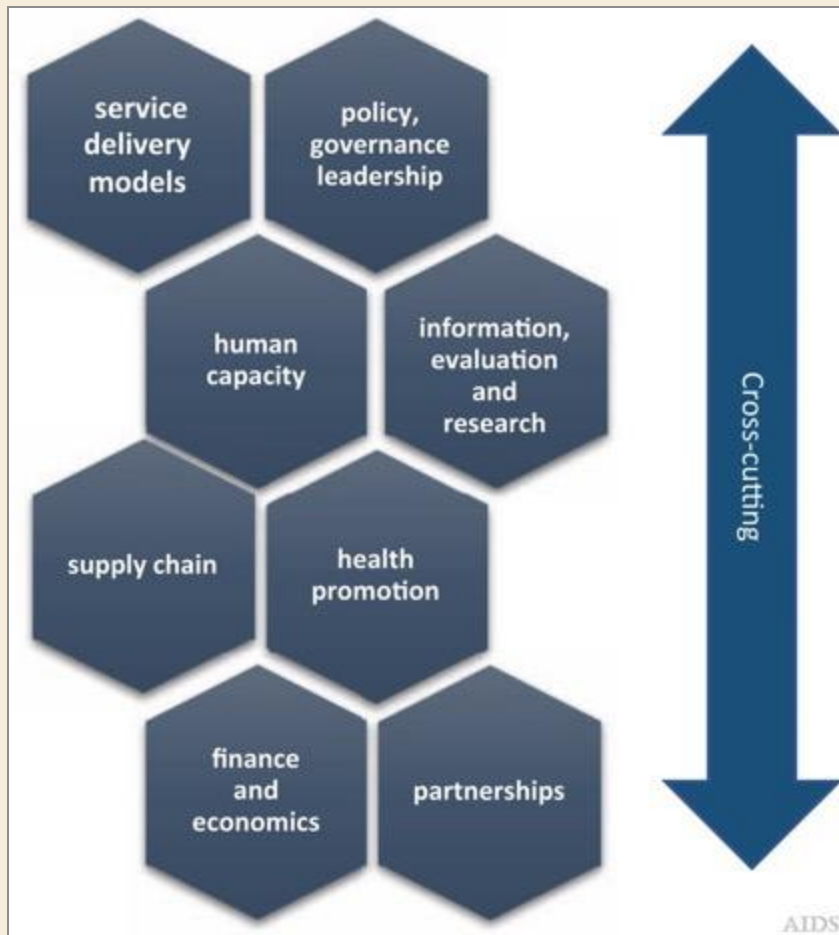 service
delivery
models
policy,
governance
leadership
human
capacity
information,
evaluation
and
research
supply chain
health
promotion
finance
and
economics
partnerships
Cross-cutting
AIDS